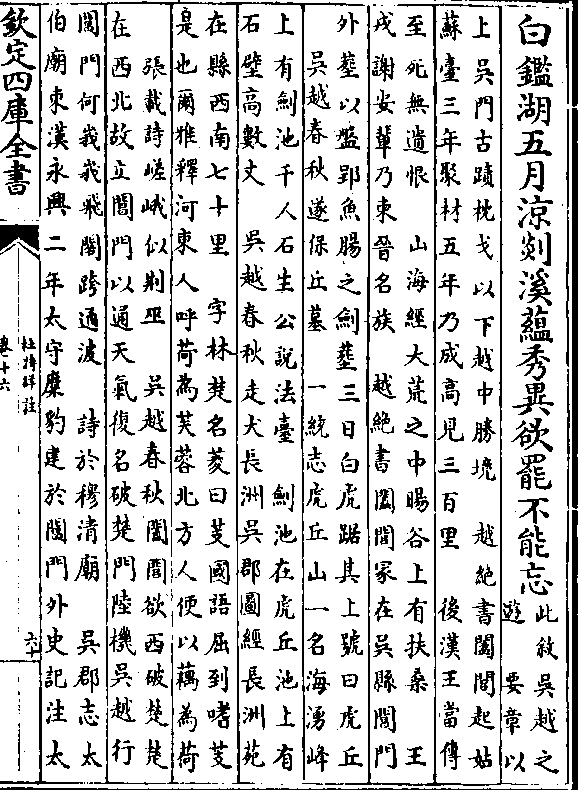 白鑑湖五月涼剡溪蘊秀異欲罷不能忘
此敘吳越之
遊 要章以
上吳門古蹟枕戈以下越中勝境 越絶書闔閭起姑
蘇臺三年聚材五年乃成髙見三百里 後漢王當傳
至死無遺恨 山海經大荒之中暘谷上有扶桑 王
戎謝安輩乃東晉名族 越絶書闔閭冢在吳縣閶門
外塟以盤郢魚腸之劍塟三日白虎踞其上號曰虎丘
吳越春秋遂保丘墓 一統志虎丘山一名海湧峰
上有劍池千人石生公說法臺 劍池在虎丘池上有
石壁髙數丈 吳越春秋走犬長洲吳郡圖經長洲苑
在縣西南七十里 字林楚名蔆曰芰國語屈到嗜芰
是也爾雅釋河東人呼荷為芙蓉北方人便以藕為荷
張載詩嵯峨似荆巫 吳越春秋闔閭欲西破楚楚
在西北故立閶門以通天氣復名破楚門陸機吳越行
閶門何峩峩飛閣跨通波 詩於穆清廟 吳郡志太
伯廟東漢永興二年太守糜豹建於閶門外史記注太
欽定四庫全書
杜詩詳註
卷十六